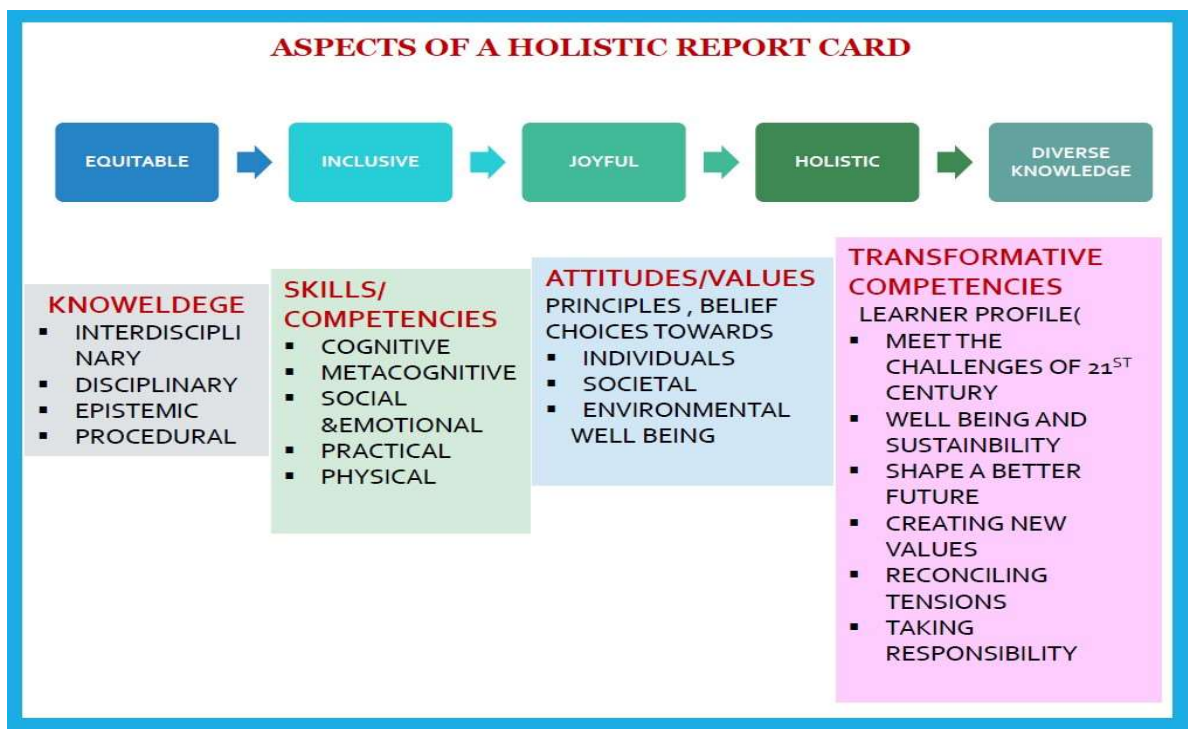 ASPECTS OF A HOLISTIC REPORT CARD
EQUITABLE
INCLUSIVE
JOYFUL
HOLISTIC
DIVERSE
KNOWLEDGE
KNOWELDEGE
▪ INTERDISCIPLI
NARY
▪ DISCIPLINARY
▪ EPISTEMIC
▪ PROCEDURAL
SKILLS/
COMPETENCIES
▪ COGNITIVE
▪ METACOGNITIVE
▪ SOCIAL
&EMOTIONAL
▪ PRACTICAL
▪ PHYSICAL
ATTITUDES/VALUES
PRINCIPLES , BELIEF
CHOICES TOWARDS
▪ INDIVIDUALS
▪ SOCIETAL
▪ ENVIRONMENTAL
WELL BEING
TRANSFORMATIVE
COMPETENCIES
LEARNER PROFILE(
▪ MEET THE
CHALLENGES OF 21ST
CENTURY
▪ WELL BEING AND
SUSTAINBILITY
▪ SHAPE A BETTER
FUTURE
▪ CREATING NEW
VALUES
▪ RECONCILING
TENSIONS
▪ TAKING
RESPONSIBILITY